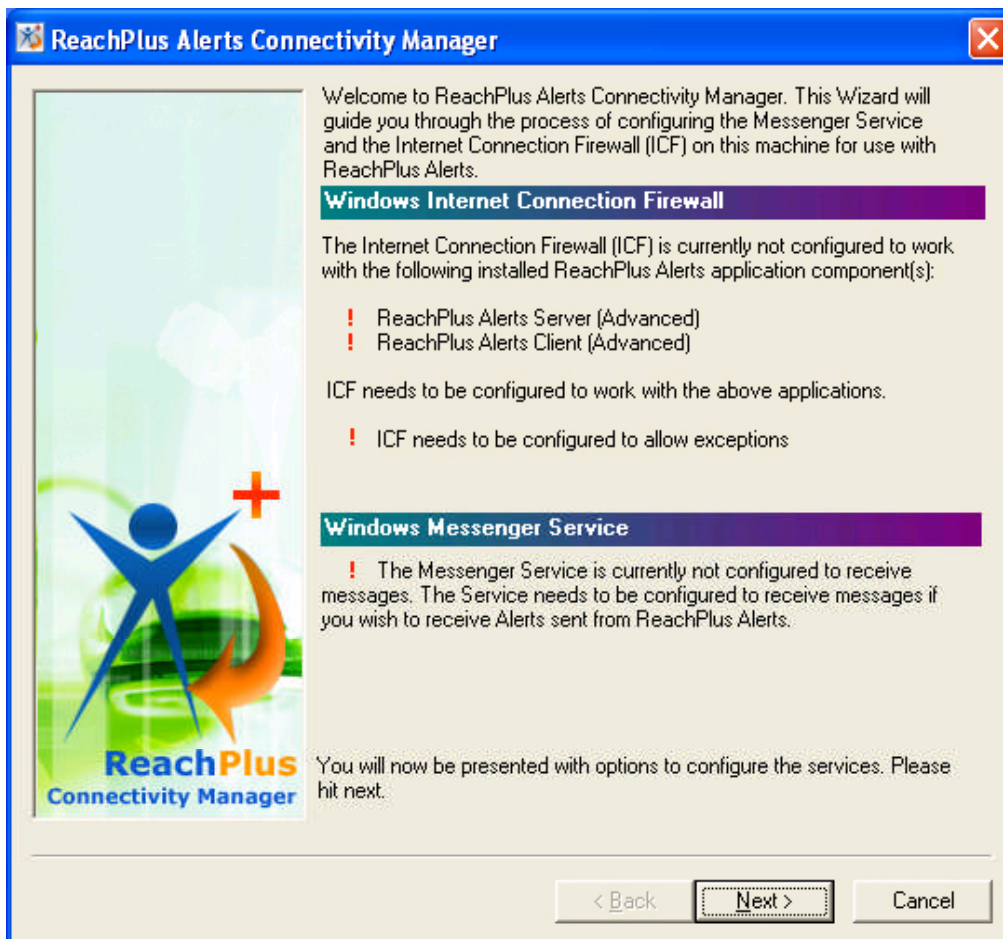 ReachPlus Alerts Connectivity Manager
Welcome to ReachPlus Alerts Connectivity Manager. This Wizard will
guide you through the process of configuring the Messenger Service
and the Internet Connection Firewall (ICF) on this machine for use with
ReachPlus Alerts.
Windows Internet Connection Firewall
The Internet Connection Firewall (ICF) is currently not configured to work
with the following installed ReachPlus Alerts application component(s):
! ReachPlus Alerts Server (Advanced)
! ReachPlus Alerts Client (Advanced)
ICF needs to be configured to work with the above applications.
! ICF needs to be configured to allow exceptions
Windows Messenger Service
! The Messenger Service is currently not configured to receive
messages. The Service needs to be configured to receive messages if
you wish to receive Alerts sent from ReachPlus Alerts.
ReachPlus
Connectivity Manager
You will now be presented with options to configure the services. Please
hit next.
< Back
Next >
Cancel